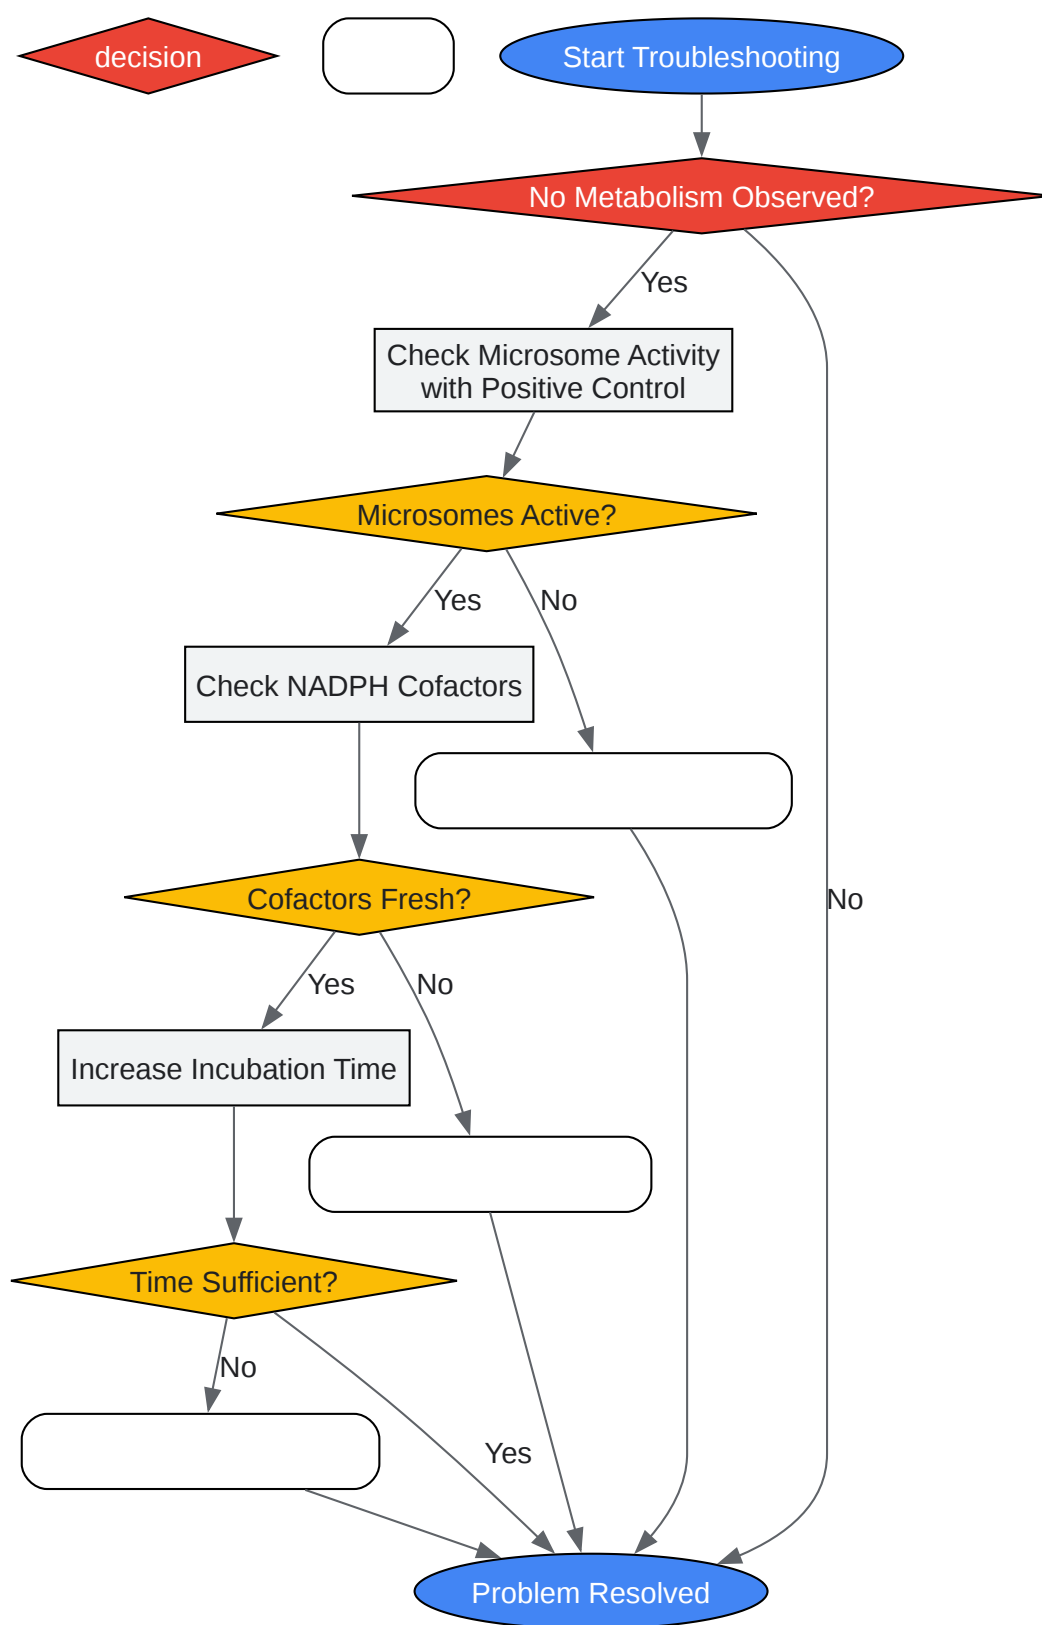 decision
Start Troubleshooting
No Metabolism Observed?
Yes
Check Microsome Activity
with Positive Control
Microsomes Active?
Yes
No
Check NADPH Cofactors
Cofactors Fresh?
No
Yes
No
Increase Incubation Time
Time Sufficient?
No
Yes
Problem Resolved